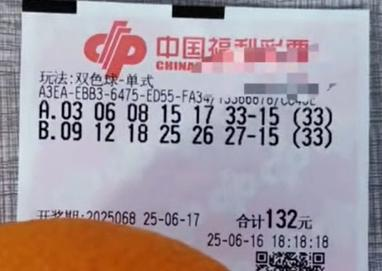 中国福利彩票
CHINA
玩法:双色球-单式
A3EA-EBB3-6475-ED55-FA34/
A.03 06 08 15 17 33-15 (33)
B.09 12 18 25 26 27-15 (33)
开奖期:2025068 25-06-17 合计132元
25-06-16 18:18:18